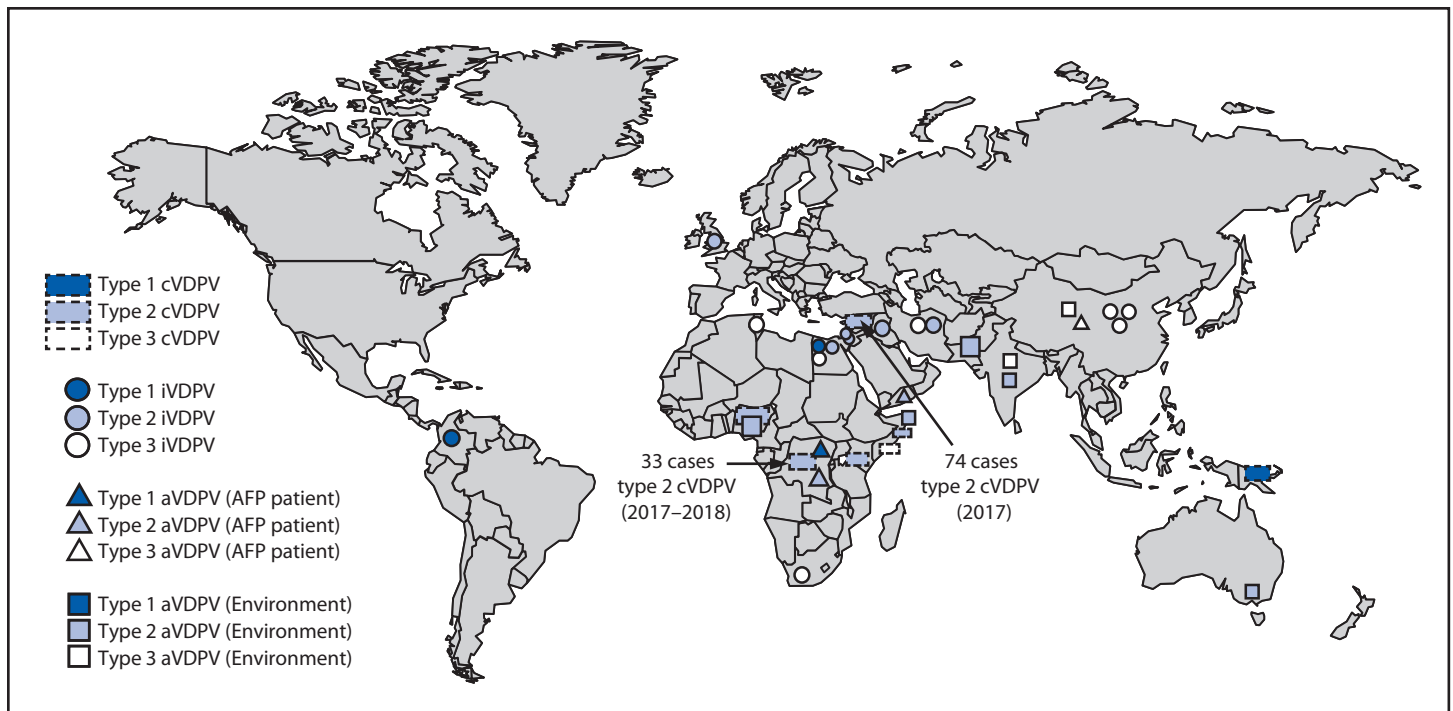 Type 1 cVDPV
Type 2 cVDPV
Type 3 cVDPV
Type 1 iVDPV
Type 2 iVDPV
Type 3 iVDPV
Type 1 aVDPV (AFP patient)
Type 2 aVDPV (AFP patient)
Type 3 aVDPV (AFP patient)
Type 1 aVDPV (Environment)
Type 2 aVDPV (Environment)
Type 3 aVDPV (Environment)
33 cases
type 2 cVDPV
(2017–2018)
74 cases
type 2 cVDPV
(2017)